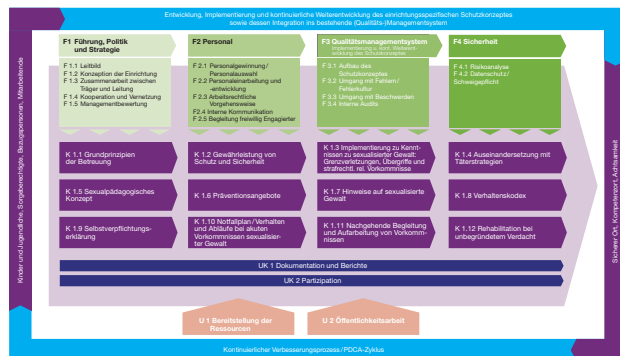 Entwicklung, Implementierung und kontinuierliche Weiterentwicklung des einrichtungsspezifischen Schutzkonzeptes
sowie dessen Integration ins bestehende (Qualitäts-)Managementsystem
Kinder und Jugendliche, Sorgeberechtigte, Bezugspersonen, Mitarbeitende
F1 Führung, Politik
und Strategie
F 1.1 Leitbild
F 1.2 Konzeption der Einrichtung
F 1.3 Zusammenarbeit zwischen
Träger und Leitung
F 1.4 Kooperation und Vernetzung
F 1.5 Managementbewertung
F2 Personal
F 2.1 Personalgewinnung/
Personalauswahl
F 2.2 Personaleinarbeitung und
-entwicklung
F 2.3 Arbeitsrechtliche
Vorgehensweise
F2.4 Interne Kommunikation
F 2.5 Begleitung freiwillig Engagierter
F3 Qualitätsmanagementsystem
Implementierung u. kont. Weiterent-
wicklung des Schutzkonzeptes
F 3.1 Aufbau des
Schutzkonzeptes
F 3.2 Umgang mit Fehlern/
Fehlerkultur
F 3.3 Umgang mit Beschwerden
F 3.4 Interne Audits
F4 Sicherheit
F 4.1 Risikoanalyse
F 4.2 Datenschutz/
Schweigepflicht
K 1.1 Grundprinzipien
der Betreuung
K 1.2 Gewährleistung von
Schutz und Sicherheit
K 1.3 Implementierung zu Kennt-
nissen zu sexualisierter Gewalt:
Grenzverletzungen, Übergriffe und
strafrechtl. rel. Vorkommnisse
K 1.4 Auseinandersetzung mit
Täterstrategien
K 1.5 Sexualpädagogisches
Konzept
K 1.6 Präventionsangebote
K 1.7 Hinweise auf sexualisierte
Gewalt
K 1.8 Verhaltenskodex
K 1.9 Selbstverpflichtungs-
erklärung
K 1.10 Notfallplan/Verhalten
und Abläufe bei akuten
Vorkommnissen sexualisier-
ter Gewalt
K 1.11 Nachgehende Begleitung
und Aufarbeitung von Vorkomm-
nissen
K 1.12 Rehabilitation bei
unbegründetem Verdacht
UK 1 Dokumentation und Berichte
UK 2 Partizipation
U 1 Bereitstellung der
Ressourcen
U 2 Öffentlichkeitsarbeit
Sicherer Ort, Kompetenzort, Achtsamkeit
Kontinuierlicher Verbesserungsprozess/PDCA-Zyklus